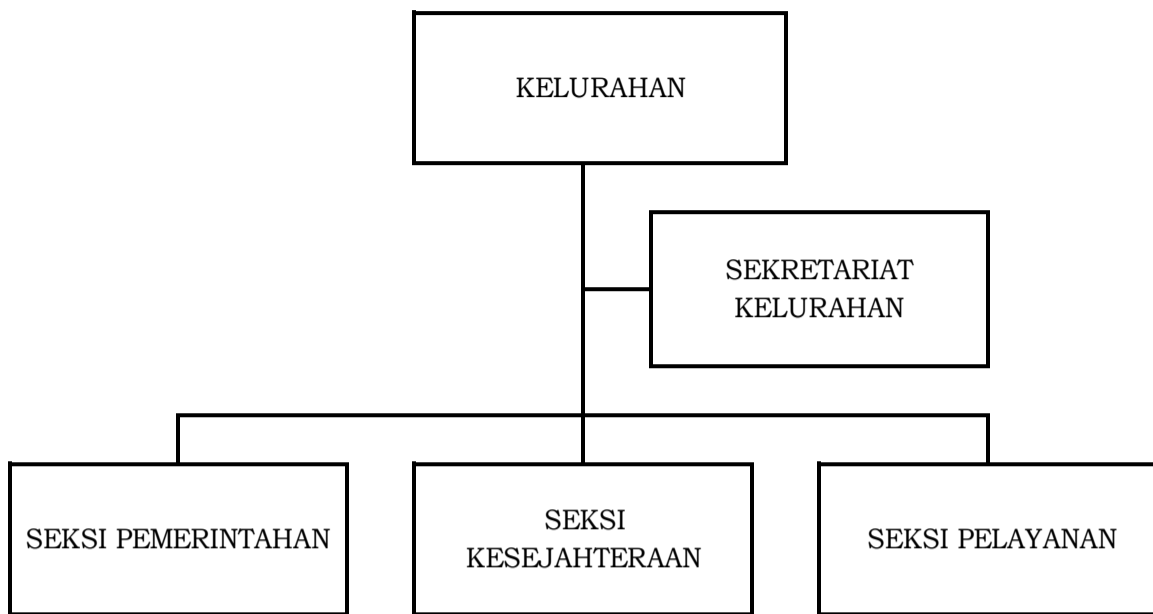 KELURAHAN
SEKRETARIAT
KELURAHAN
SEKSI PEMERINTAHAN
SEKSI
KESEJAHTERAAN
SEKSI PELAYANAN